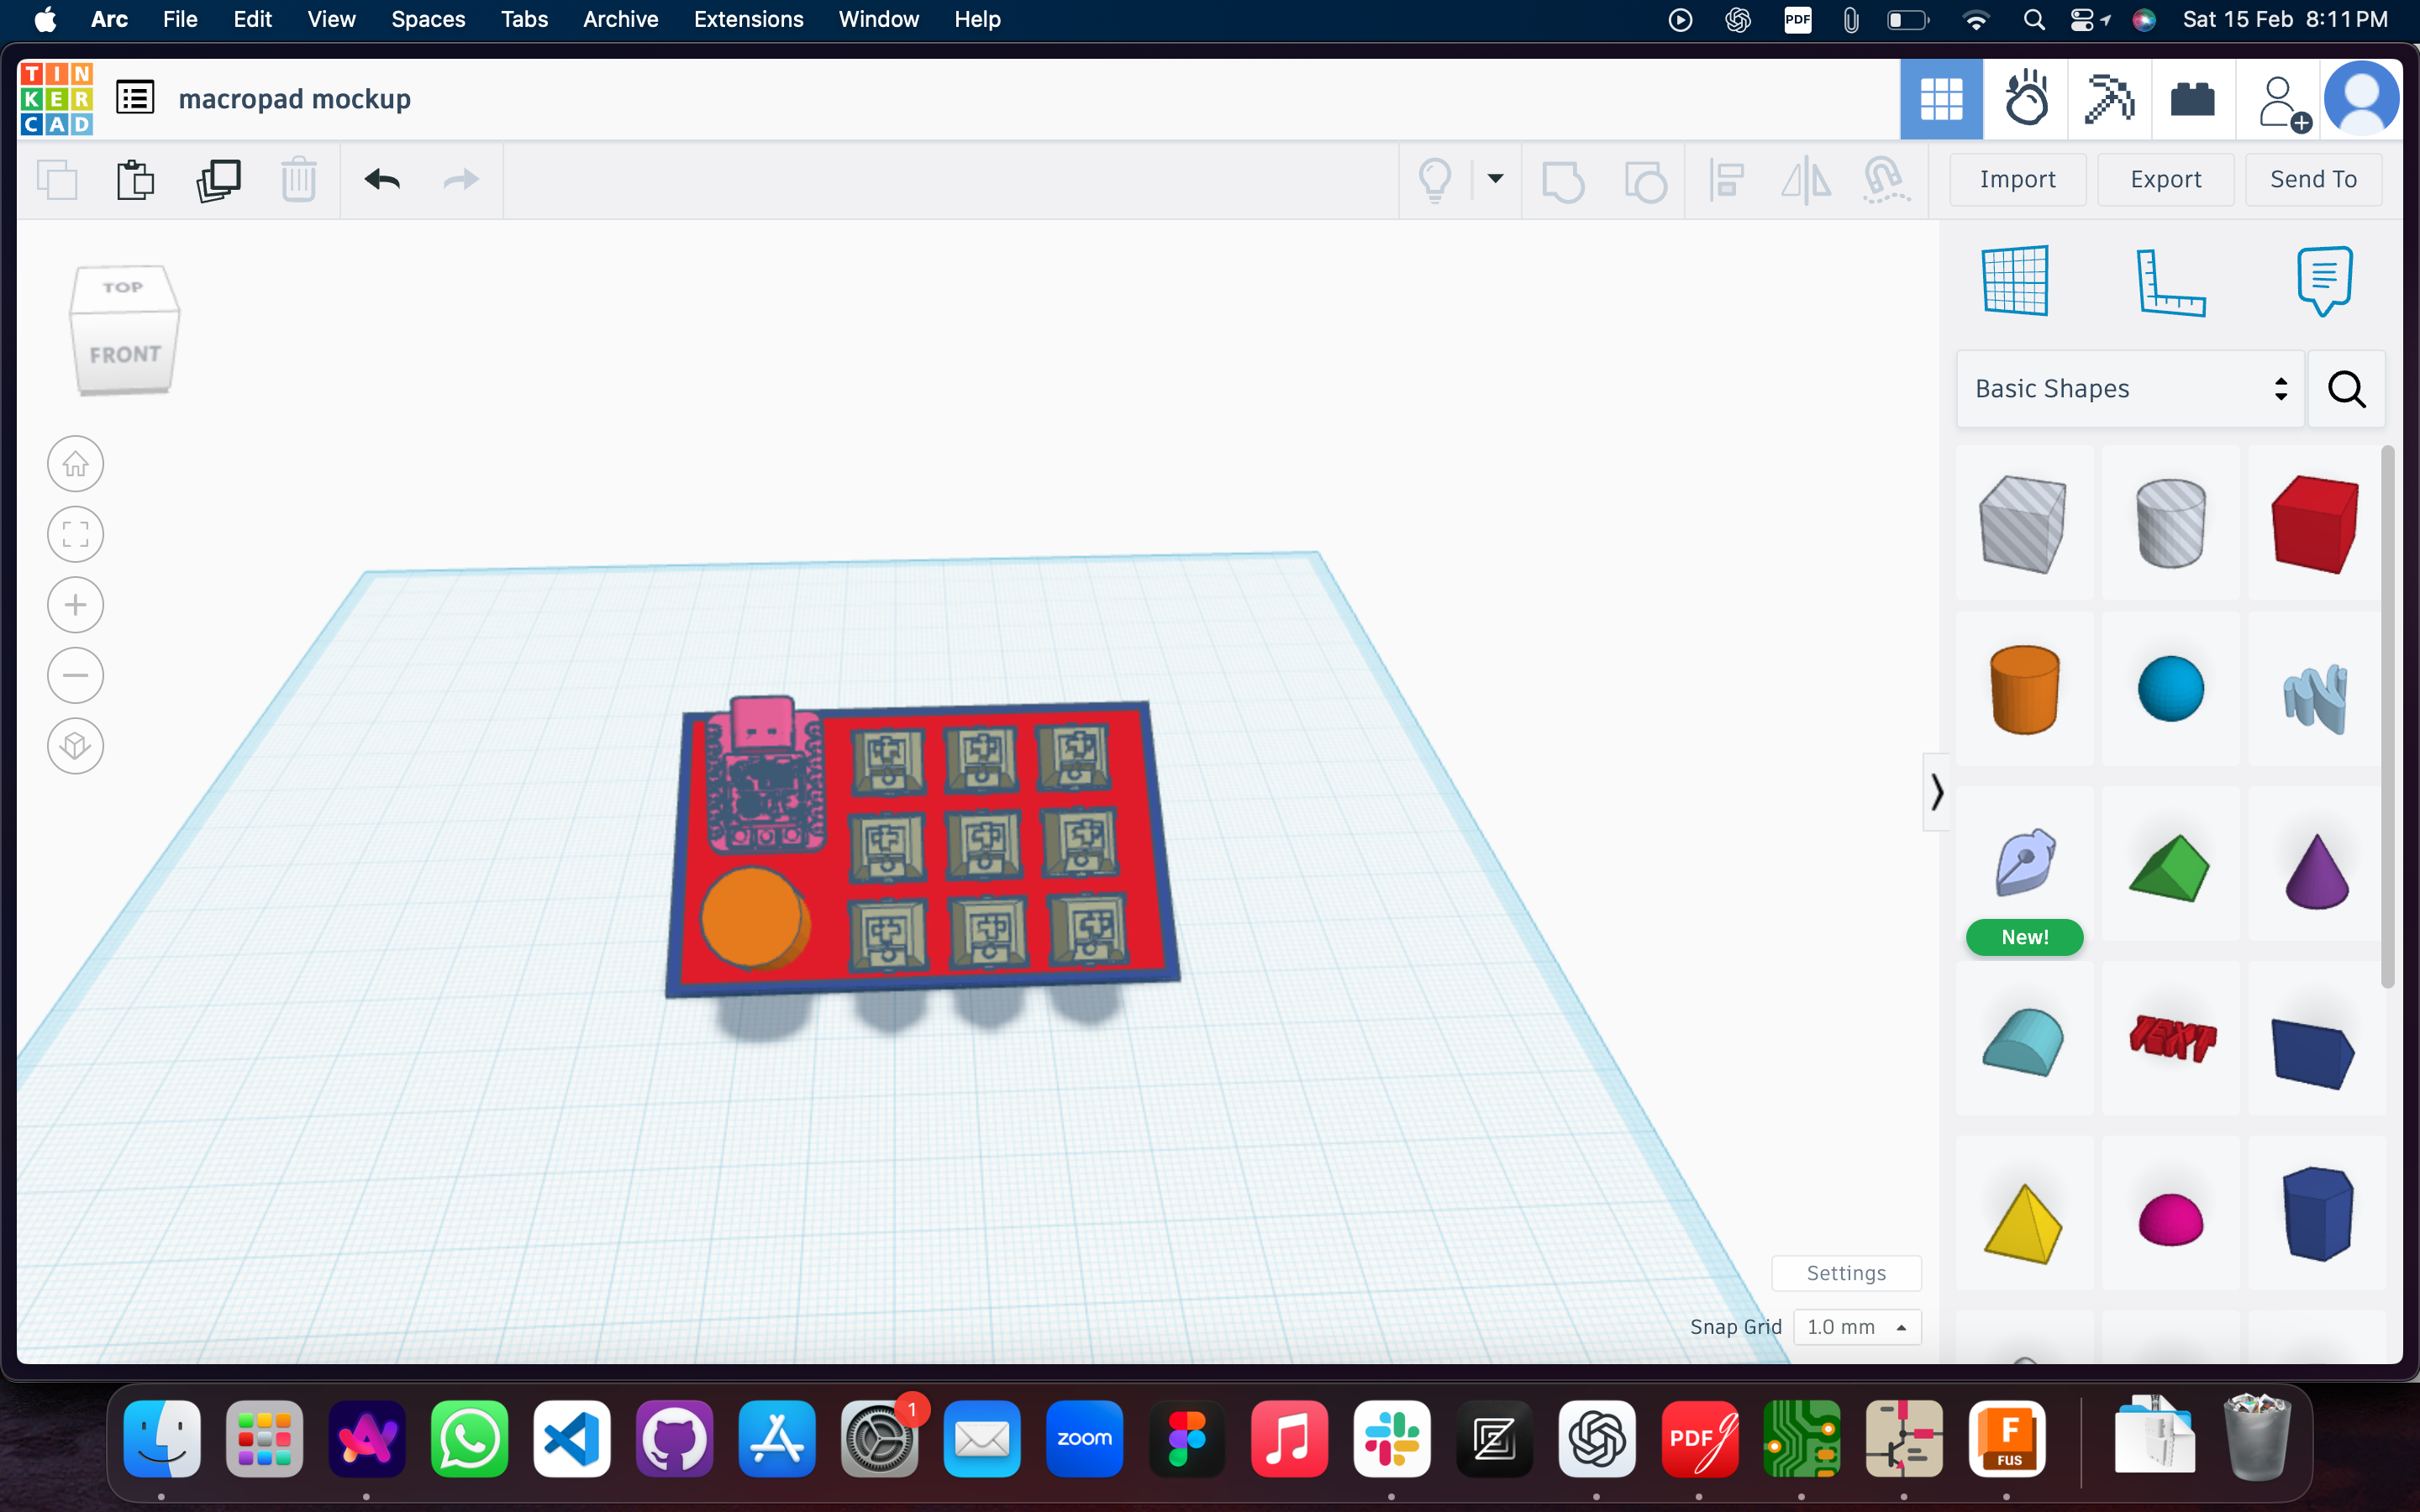 Arc File Edit View Spaces Tabs Archive Extensions Window Help PDF Sat 15 Feb 8:11 PM
TIN
KER
CAD
macropad mockup
Import Export Send To
TOP
FRONT
Basic Shapes
New!
TEXT
Settings
Snap Grid 1.0 mm
1
zoom
PDF
F
FUS